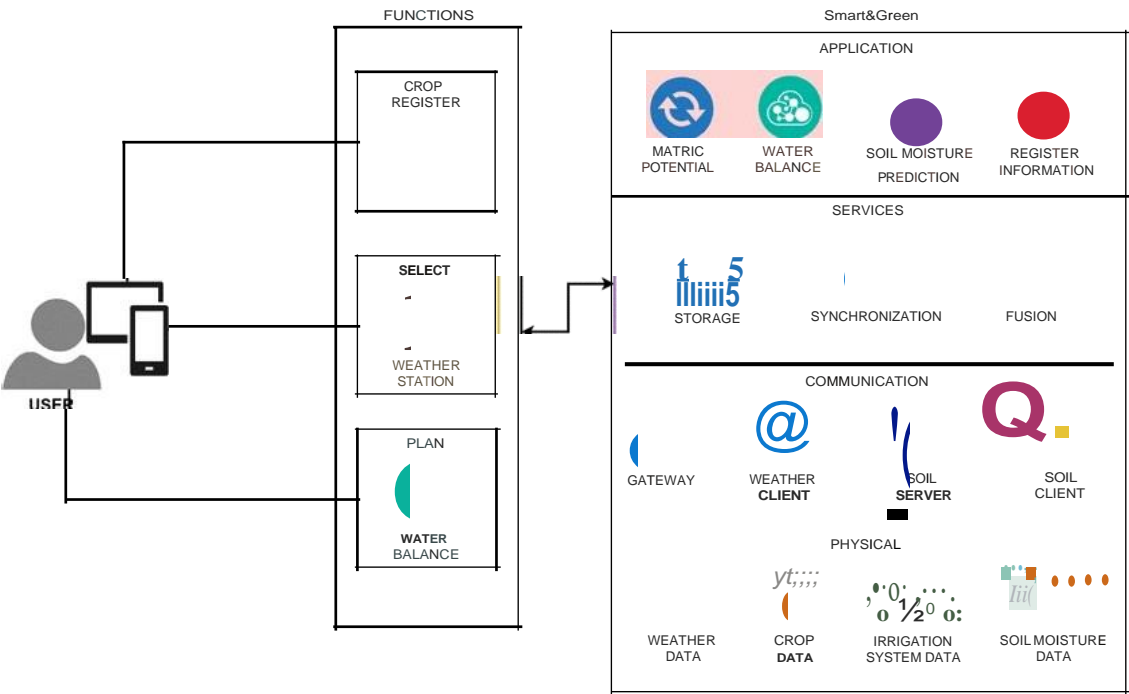 FUNCTIONS
Smart&Green
CROP
REGISTER
SELECT
WEATHER
STATION
PLAN
WATER
BALANCE
USER
APPLICATION
MATRIC
POTENTIAL
WATER
BALANCE
SOIL MOISTURE
PREDICTION
REGISTER
INFORMATION
SERVICES
t 5
STORAGE
SYNCHRONIZATION
FUSION
COMMUNICATION
@
Q
GATEWAY
WEATHER
CLIENT
SOIL
SERVER
SOIL
CLIENT
PHYSICAL
yt;;;;
WEATHER
DATA
CROP
DATA
IRRIGATION
SYSTEM DATA
SOIL MOISTURE
DATA